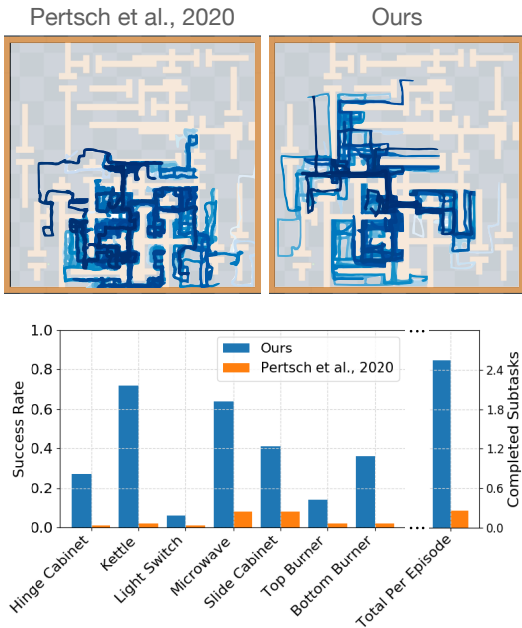 Pertsch et al., 2020
Ours
1.0
0.8
0.6
0.4
0.2
0.0
Success Rate
Ours
Pertsch et al., 2020
...
...
2.4
1.8
1.2
0.6
0.0
Completed Subtasks
Hinge Cabinet
Kettle
Light Switch
Microwave
Slide Cabinet
Top Burner
Bottom Burner
Total Per Episode